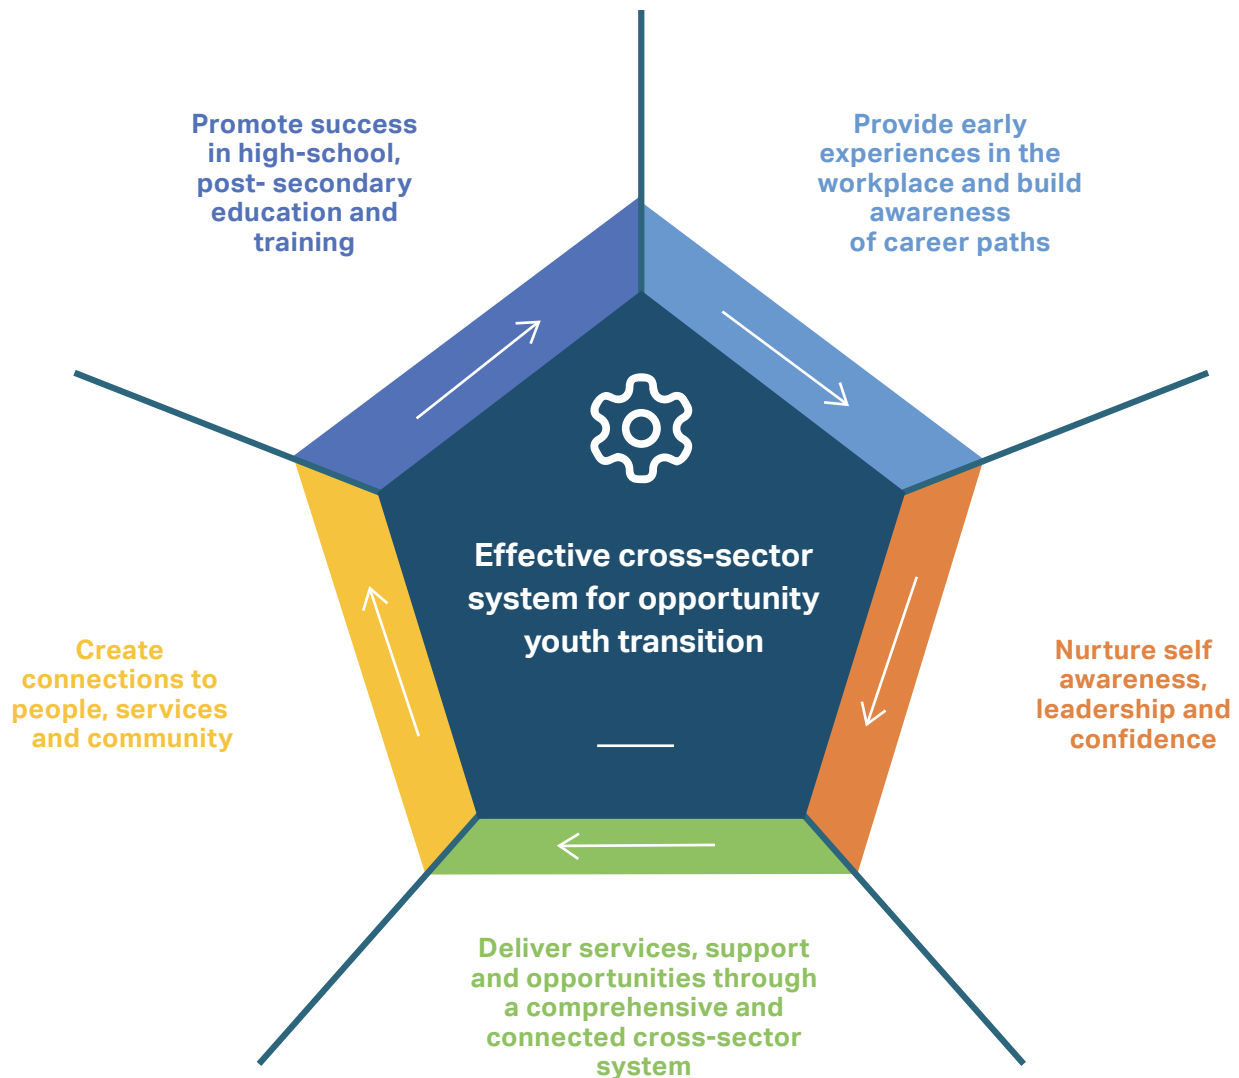 Promote success
in high-school,
post- secondary
education and
training
Provide early
experiences in the
workplace and build
awareness
of career paths
Effective cross-sector
system for opportunity
youth transition
Create
connections to
people, services
and community
Nurture self
awareness,
leadership and
confidence
Deliver services, support
and opportunities through
a comprehensive and
connected cross-sector
system